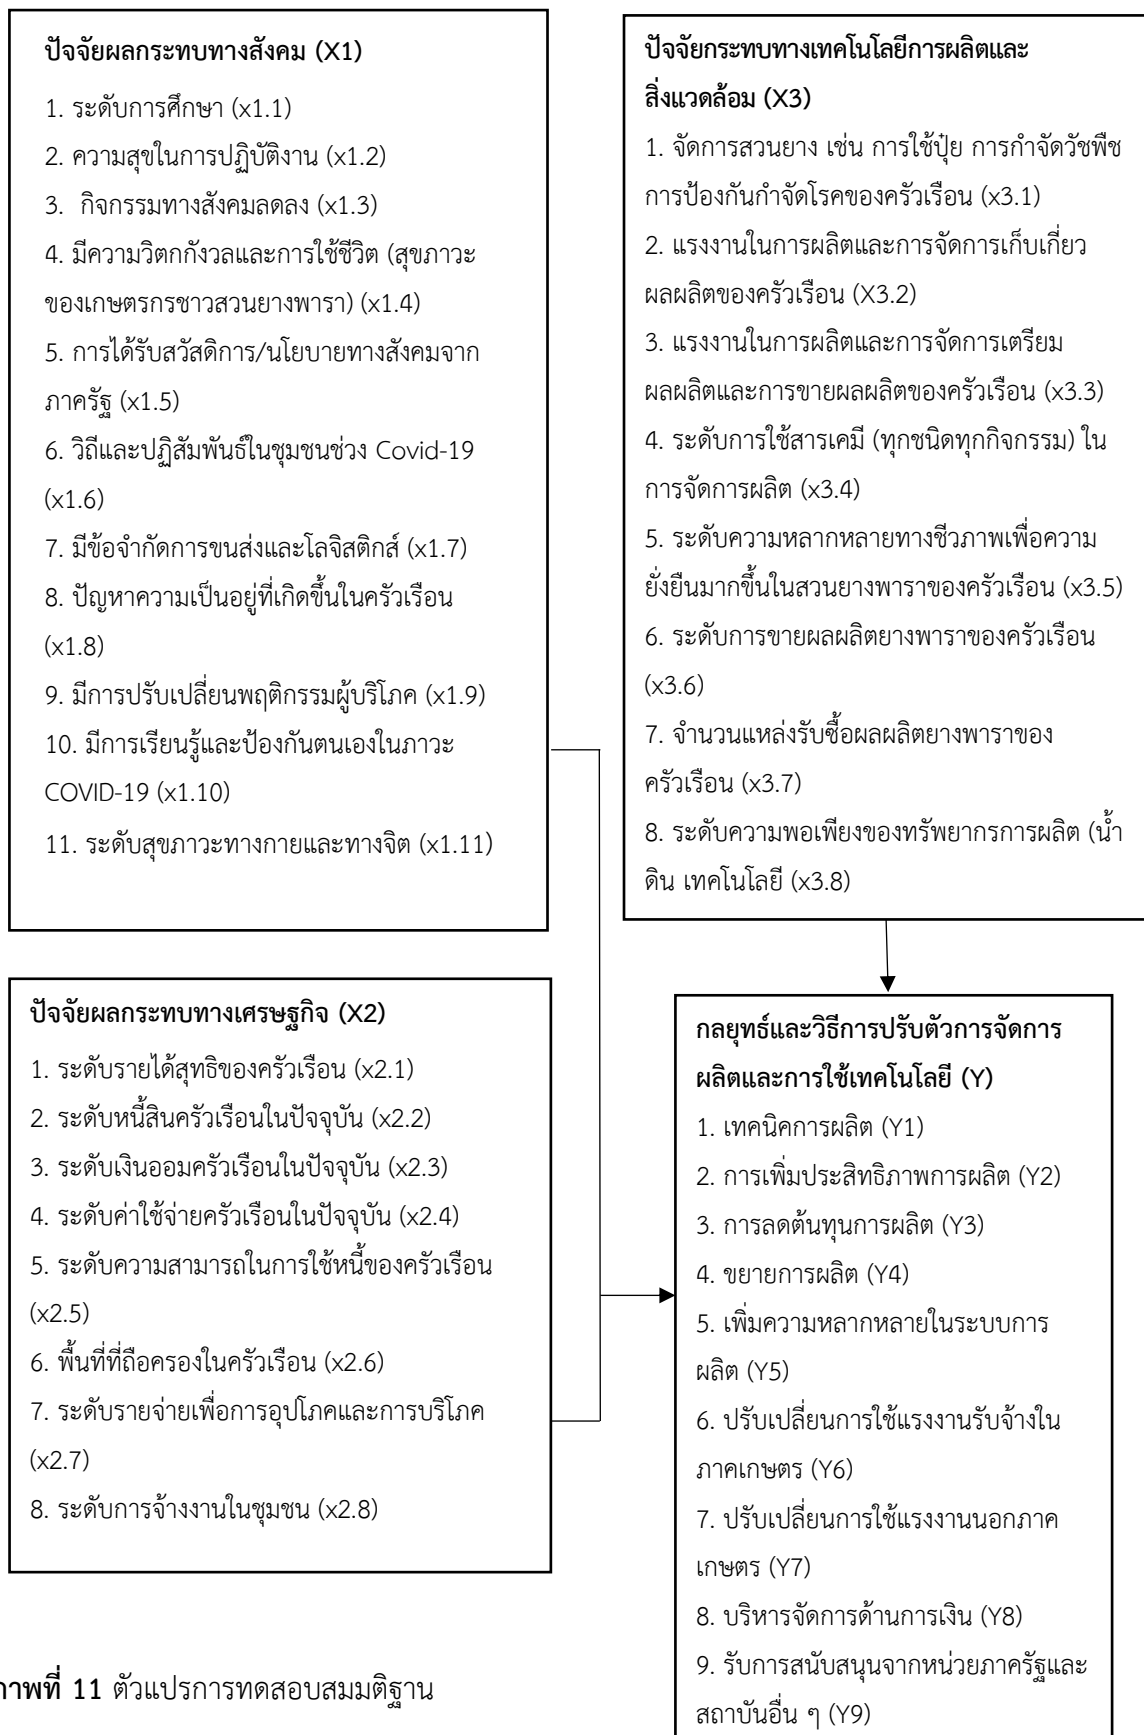 ปัจจัยผลกระทบทางสังคม (X1)
1. ระดับการศึกษา (x1.1)
2. ความสุขในการปฏิบัติงาน (x1.2)
3. กิจกรรมทางสังคมลดลง (x1.3)
4. มีความวิตกกังวลและการใช้ชีวิต (สุขภาวะ
ของเกษตรกรชาวสวนยางพารา) (x1.4)
5. การได้รับสวัสดิการ/นโยบายทางสังคมจาก
ภาครัฐ (x1.5)
6. วิถีและปฏิสัมพันธ์ในชุมชนช่วง Covid-19
(x1.6)
7. มีข้อจำกัดการขนส่งและโลจิสติกส์ (x1.7)
8. ปัญหาความเป็นอยู่ที่เกิดขึ้นในครัวเรือน
(x1.8)
9. มีการปรับเปลี่ยนพฤติกรรมผู้บริโภค (x1.9)
10. มีการเรียนรู้และป้องกันตนเองในภาวะ
COVID-19 (x1.10)
11. ระดับสุขภาวะทางกายและทางจิต (x1.11)
ปัจจัยกระทบทางเทคโนโลยีการผลิตและ
สิ่งแวดล้อม (X3)
1. จัดการสวนยาง เช่น การใช้ปุ๋ย การกำจัดวัชพืช
การป้องกันกำจัดโรคของครัวเรือน (x3.1)
2. แรงงานในการผลิตและการจัดการเก็บเกี่ยว
ผลผลิตของครัวเรือน (X3.2)
3. แรงงานในการผลิตและการจัดการเตรียม
ผลผลิตและการขายผลผลิตของครัวเรือน (x3.3)
4. ระดับการใช้สารเคมี (ทุกชนิดทุกกิจกรรม) ใน
การจัดการผลิต (x3.4)
5. ระดับความหลากหลายทางชีวภาพเพื่อความ
ยั่งยืนมากขึ้นในสวนยางพาราของครัวเรือน (x3.5)
6. ระดับการขายผลผลิตยางพาราของครัวเรือน
(x3.6)
7. จำนวนแหล่งรับซื้อผลผลิตยางพาราของ
ครัวเรือน (x3.7)
8. ระดับความพอเพียงของทรัพยากรการผลิต (น้ำ
ดิน เทคโนโลยี (x3.8)
ปัจจัยผลกระทบทางเศรษฐกิจ (X2)
1. ระดับรายได้สุทธิของครัวเรือน (x2.1)
2. ระดับหนี้สินครัวเรือนในปัจจุบัน (x2.2)
3. ระดับเงินออมครัวเรือนในปัจจุบัน (x2.3)
4. ระดับค่าใช้จ่ายครัวเรือนในปัจจุบัน (x2.4)
5. ระดับความสามารถในการใช้หนี้ของครัวเรือน
(x2.5)
6. พื้นที่ที่ถือครองในครัวเรือน (x2.6)
7. ระดับรายจ่ายเพื่อการอุปโภคและการบริโภค
(x2.7)
8. ระดับการจ้างงานในชุมชน (x2.8)
กลยุทธ์และวิธีการปรับตัวการจัดการ
ผลิตและการใช้เทคโนโลยี (Y)
1. เทคนิคการผลิต (Y1)
2. การเพิ่มประสิทธิภาพการผลิต (Y2)
3. การลดต้นทุนการผลิต (Y3)
4. ขยายการผลิต (Y4)
5. เพิ่มความหลากหลายในระบบการ
ผลิต (Y5)
6. ปรับเปลี่ยนการใช้แรงงานรับจ้างใน
ภาคเกษตร (Y6)
7. ปรับเปลี่ยนการใช้แรงงานนอกภาค
เกษตร (Y7)
8. บริหารจัดการด้านการเงิน (Y8)
9. รับการสนับสนุนจากหน่วยภาครัฐและ
สถาบันอื่น ๆ (Y9)
าพที่ 11 ตัวแปรการทดสอบสมมติฐาน